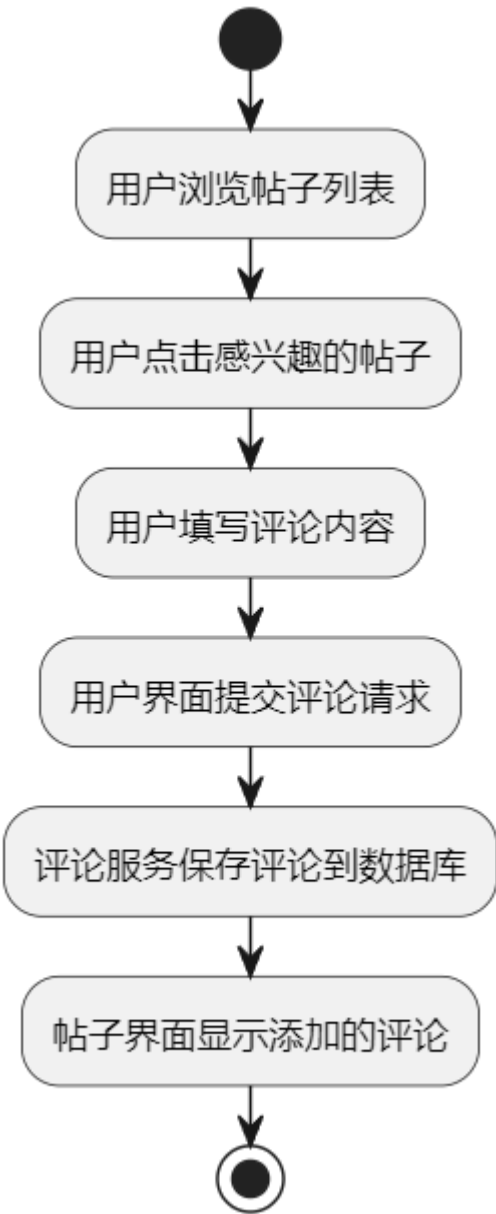 用户浏览帖子列表
用户点击感兴趣的帖子
用户填写评论内容
用户界面提交评论请求
评论服务保存评论到数据库
帖子界面显示添加的评论